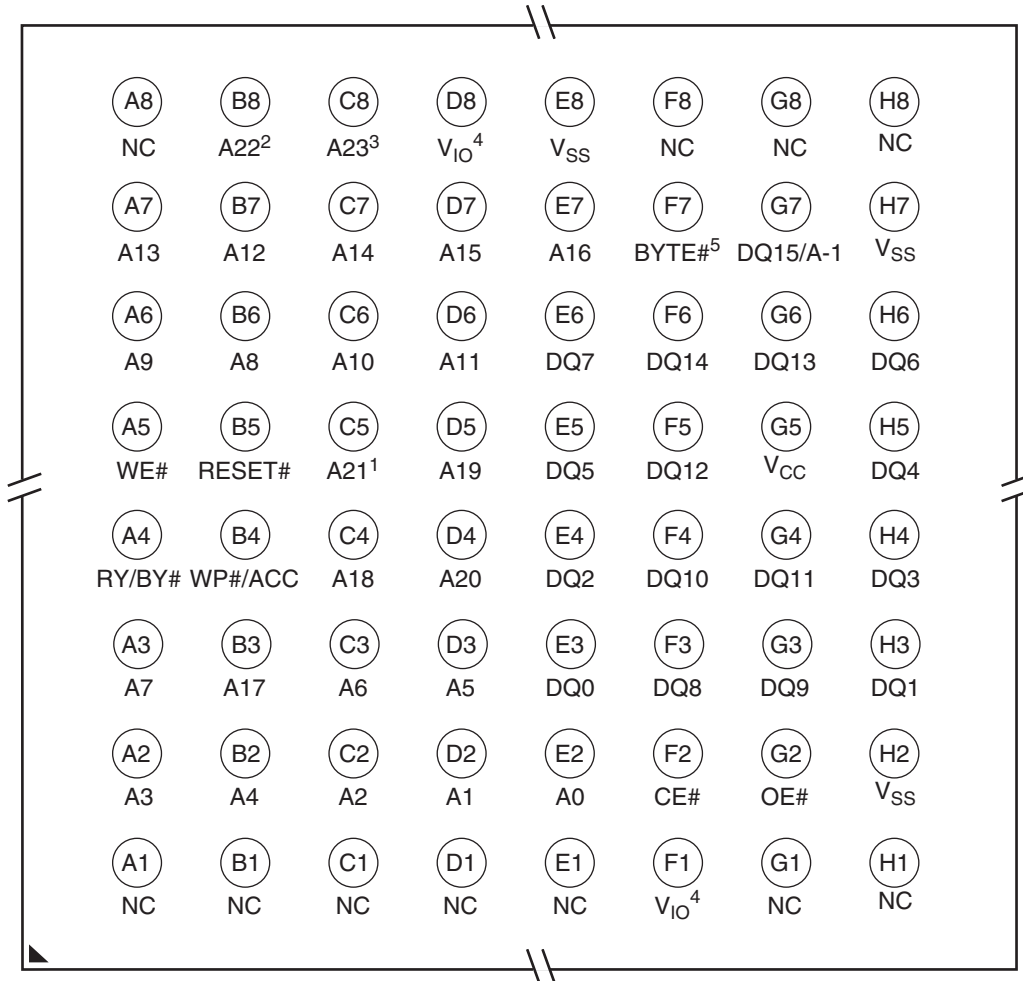 A8 B8 C8 D8 E8 F8 G8 H8
NC A22² A23³ V_IO⁴ V_SS NC NC NC
A7 B7 C7 D7 E7 F7 G7 H7
A13 A12 A14 A15 A16 BYTE#⁵ DQ15/A-1 V_SS
A6 B6 C6 D6 E6 F6 G6 H6
A9 A8 A10 A11 DQ7 DQ14 DQ13 DQ6
A5 B5 C5 D5 E5 F5 G5 H5
WE# RESET# A21¹ A19 DQ5 DQ12 V_CC DQ4
A4 B4 C4 D4 E4 F4 G4 H4
RY/BY# WP#/ACC A18 A20 DQ2 DQ10 DQ11 DQ3
A3 B3 C3 D3 E3 F3 G3 H3
A7 A17 A6 A5 DQ0 DQ8 DQ9 DQ1
A2 B2 C2 D2 E2 F2 G2 H2
A3 A4 A2 A1 A0 CE# OE# V_SS
A1 B1 C1 D1 E1 F1 G1 H1
NC NC NC NC NC V_IO⁴ NC NC